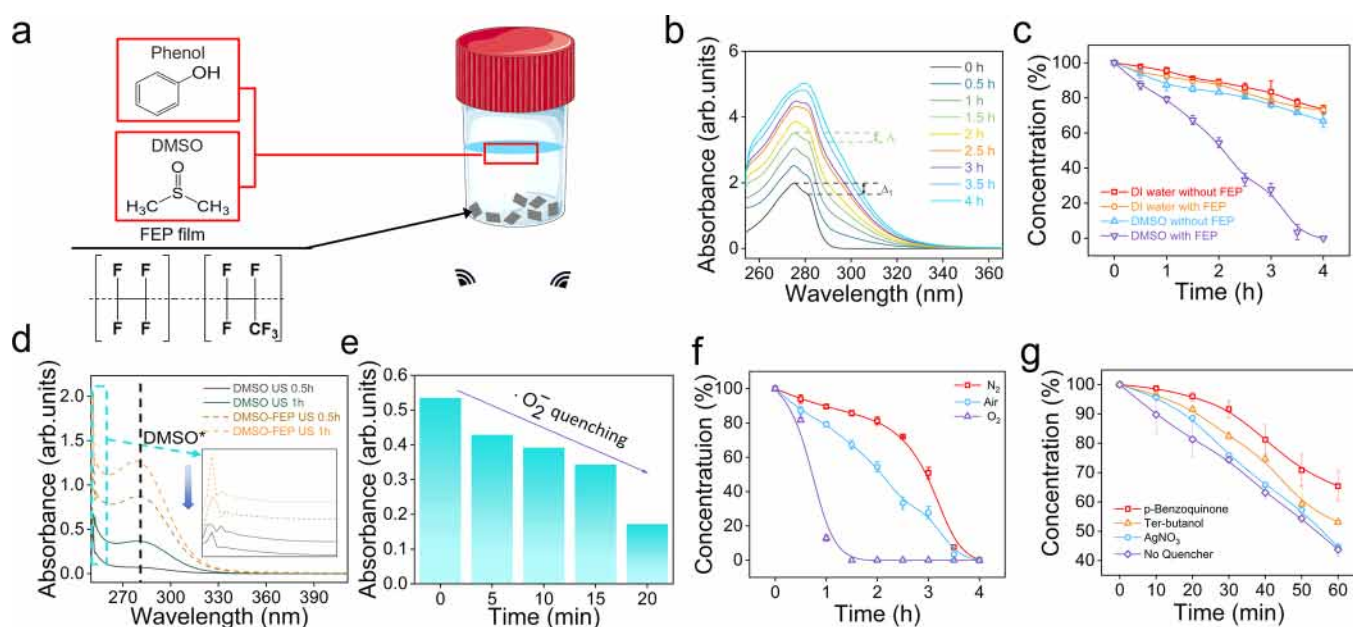 a
Phenol
OH
DMSO
O
S
H₃C
CH₃
FEP film
F F F F
F F F CF₃
b
Absorbance (arb.units)
6
4
2
0
260 280 300 320 340 360
Wavelength (nm)
0 h
0.5 h
1 h
1.5 h
2 h
2.5 h
3 h
3.5 h
4 h
A₁
c
Concentration (%)
100
80
60
40
20
0
DI water without FEP
DI water with FEP
DMSO without FEP
DMSO with FEP
0 1 2 3 4
Time (h)
d
Absorbance (arb.units)
2.0
1.5
1.0
0.5
0.0
DMSO US 0.5h
DMSO US 1h
DMSO-FEP US 0.5h
DMSO-FEP US 1h
DMSO*
270 300 330 360 390
Wavelength (nm)
e
Absorbance (arb.units)
0.6
0.5
0.4
0.3
0.2
0.1
0.0
·O₂⁻ quenching
0 5 10 15 20
Time (min)
f
Concentratuion (%)
100
80
60
40
20
0
N₂
Air
O₂
0 1 2 3 4
Time (h)
g
Concentration (%)
100
90
80
70
60
50
40
p-Benzoquinone
Ter-butanol
AgNO₃
No Quencher
0 10 20 30 40 50 60
Time (min)